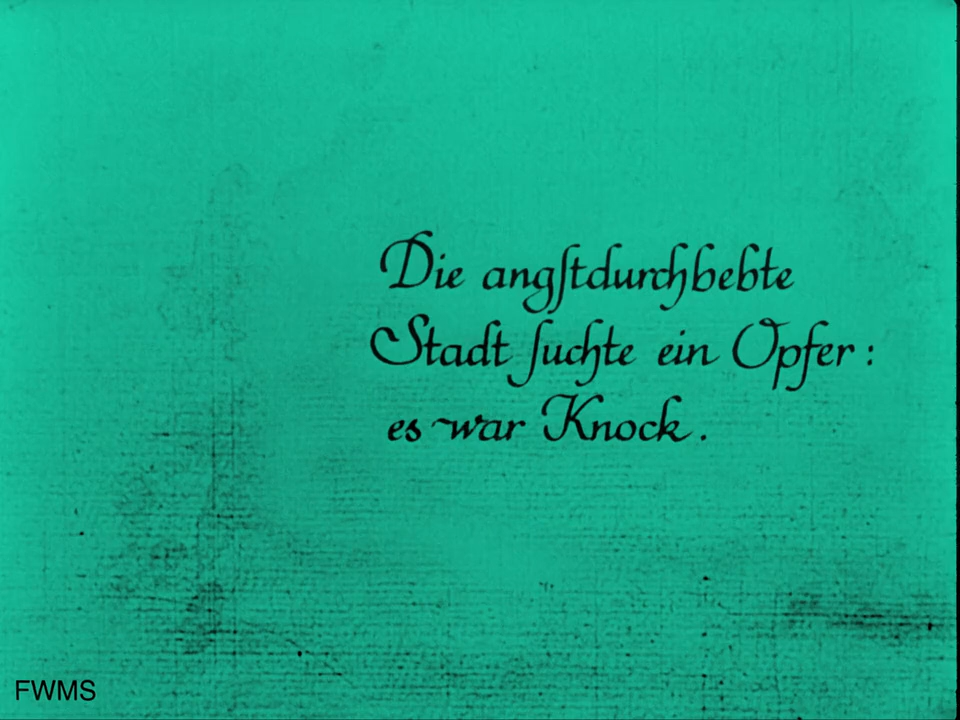 Die angſtdurchbebte
Stadt ſuchte ein Opfer:
es war Knock.
FWMS